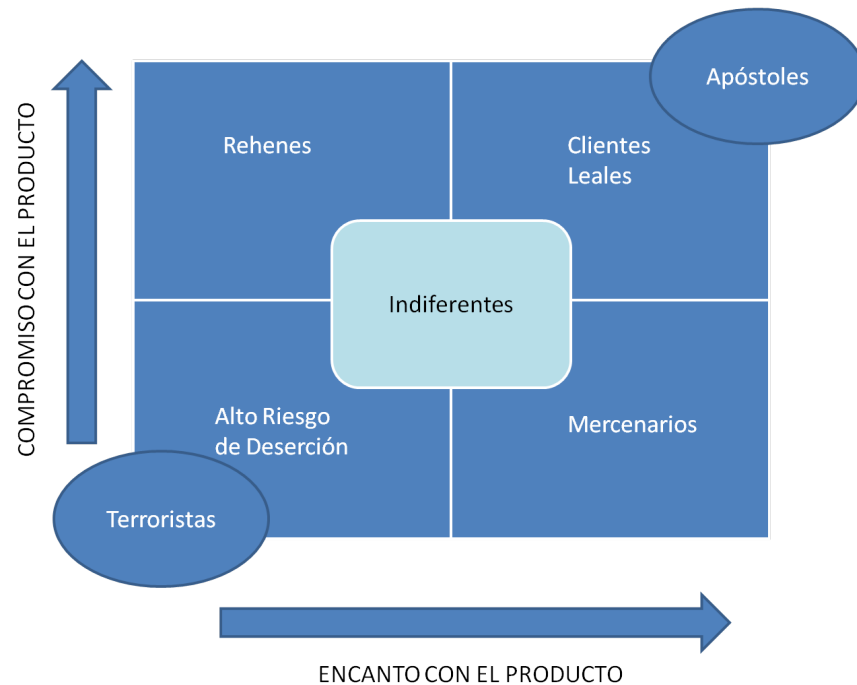 Apóstoles
COMPROMISO CON EL PRODUCTO
Rehenes
Clientes
Leales
Indiferentes
Alto Riesgo
de Deserción
Mercenarios
Terroristas
ENCANTO CON EL PRODUCTO